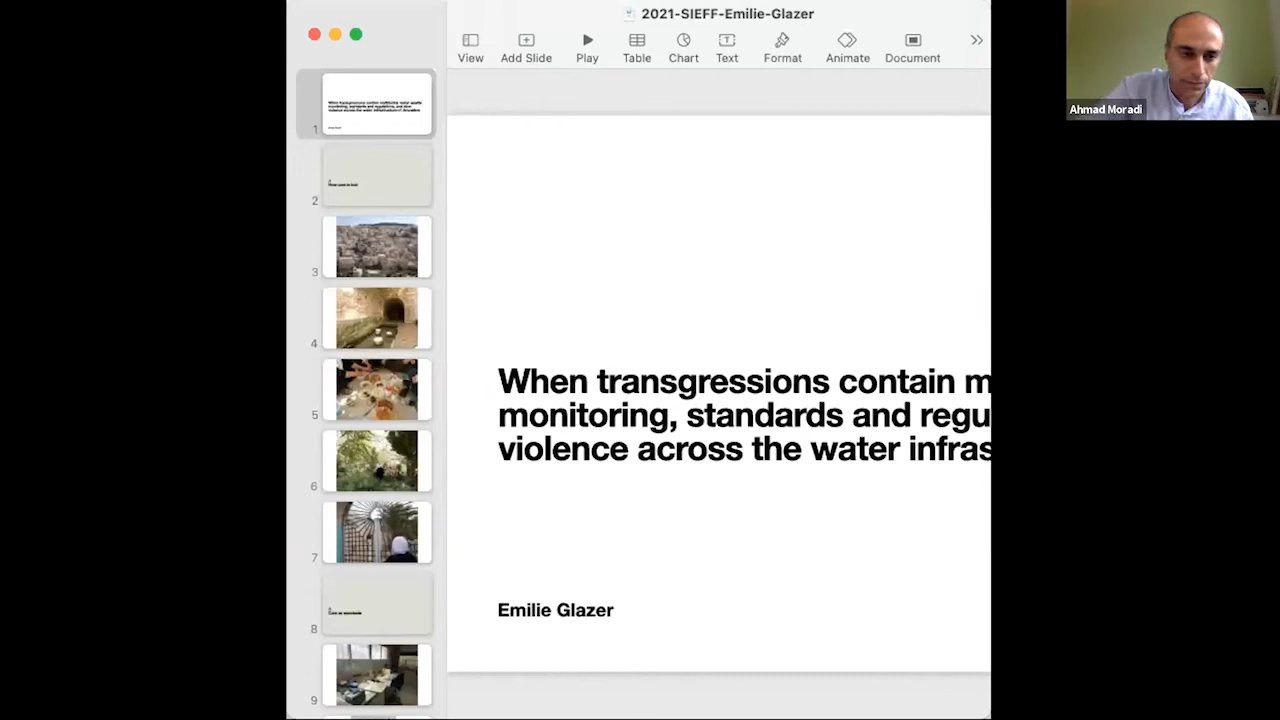 2021-SIEFF-Emilie-Glazer
View
Add Slide
Play
Table
Chart
Text
Format
Animate
Document
Ahmad Moradi
1
2
3
4
5
6
7
8
9
When transgressions contain m
monitoring, standards and regu
violence across the water infras
Emilie Glazer